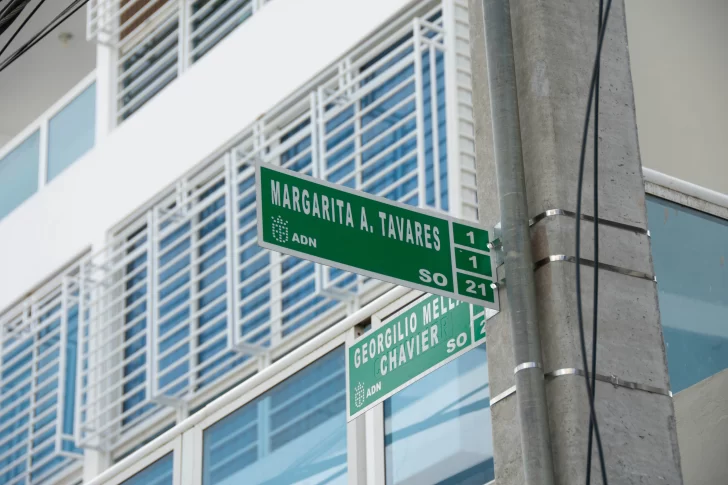 MARGARITA A. TAVARES
ADN
SO
1
1
21
GEORGILIO
CHAVIER
ADN
SO